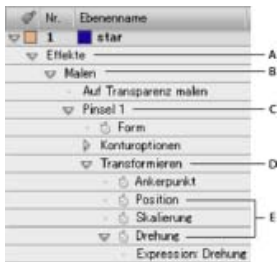 Nr. Ebenenname
1 star
Effekte A
Malen B
Auf Transparenz malen
Pinsel 1 C
Form
Konturoptionen
Transformieren D
Ankerpunkt
Position
Skalierung E
Drehung
Expression: Drehung